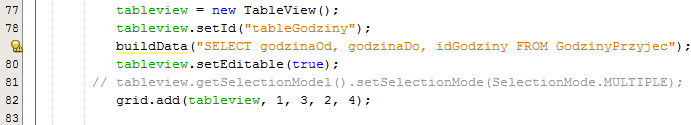 77 tableview = new TableView();
78 tableview.setId("tableGodziny");
buildData("SELECT godzinaOd, godzinaDo, idGodziny FROM GodzinyPrzyjec");
80 tableview.setEditable(true);
81 // tableview.getSelectionModel().setSelectionMode(SelectionMode.MULTIPLE);
82 grid.add(tableview, 1, 3, 2, 4);
83